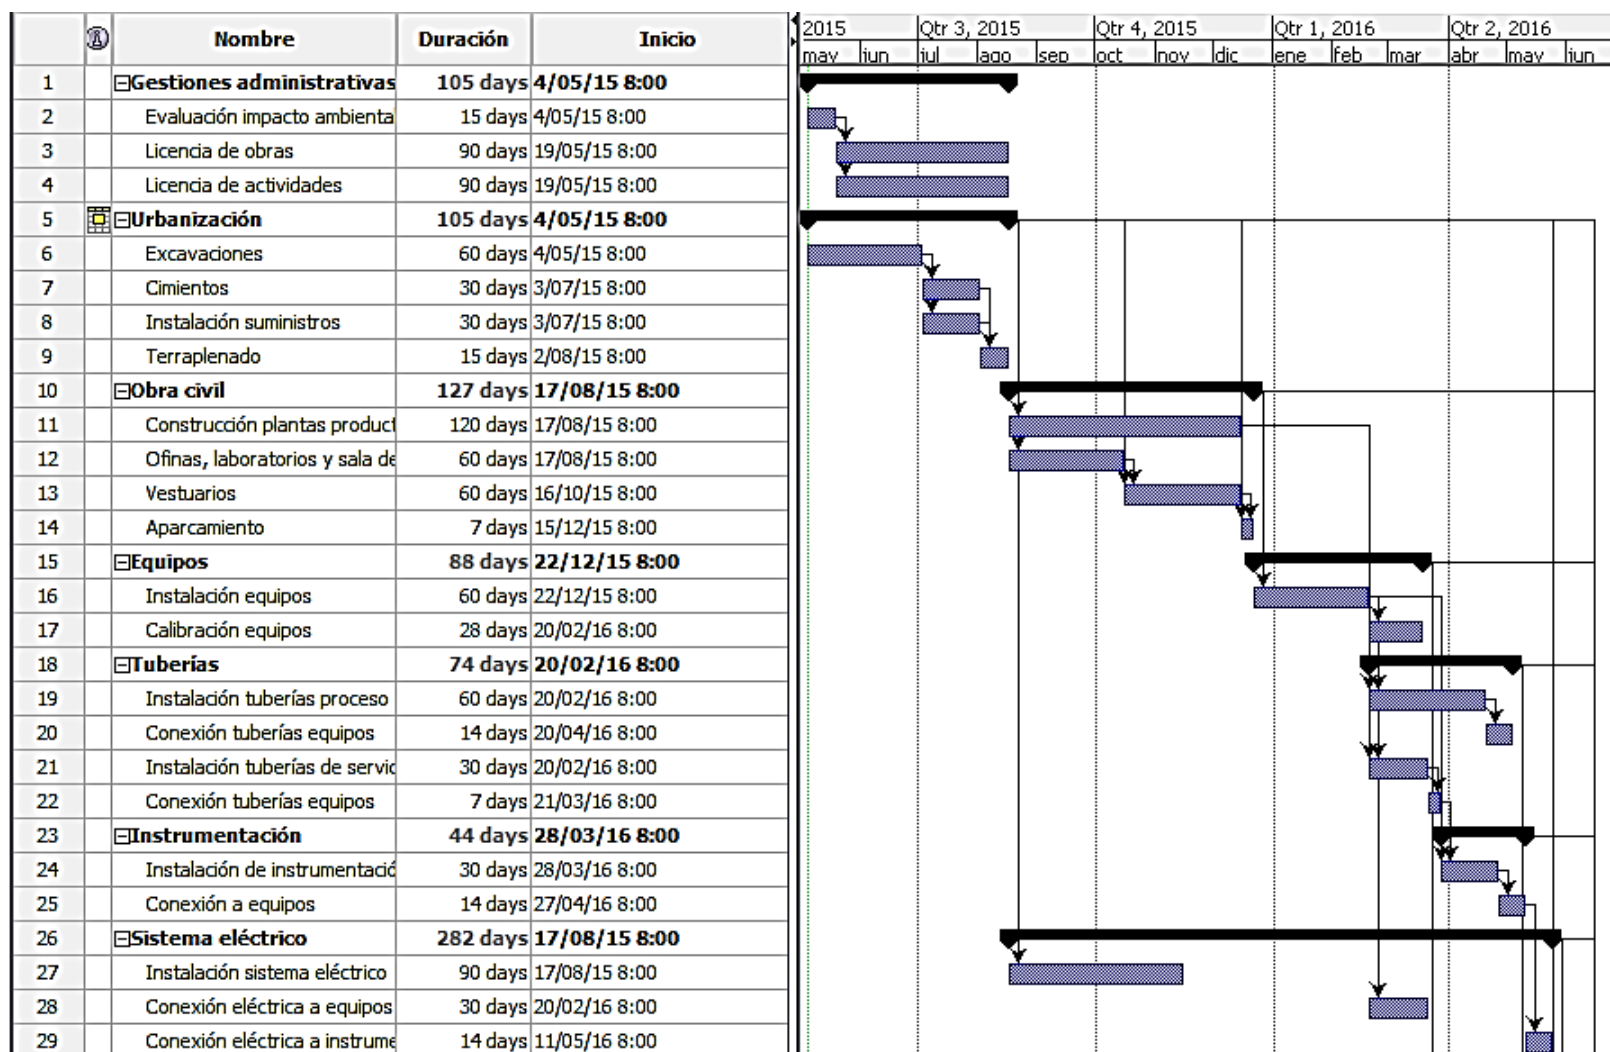 Nombre Duración Inicio
2015 Qtr 3, 2015 Qtr 4, 2015 Qtr 1, 2016 Qtr 2, 2016
may jun jul ago sep oct nov dic ene feb mar abr may jun
1 Gestiones administrativas 105 days 4/05/15 8:00
2 Evaluación impacto ambienta 15 days 4/05/15 8:00
3 Licencia de obras 90 days 19/05/15 8:00
4 Licencia de actividades 90 days 19/05/15 8:00
5 Urbanización 105 days 4/05/15 8:00
6 Excavaciones 60 days 4/05/15 8:00
7 Cimientos 30 days 3/07/15 8:00
8 Instalación suministros 30 days 3/07/15 8:00
9 Terraplenado 15 days 2/08/15 8:00
10 Obra civil 127 days 17/08/15 8:00
11 Construcción plantas product 120 days 17/08/15 8:00
12 Ofinas, laboratorios y sala de 60 days 17/08/15 8:00
13 Vestuarios 60 days 16/10/15 8:00
14 Aparcamiento 7 days 15/12/15 8:00
15 Equipos 88 days 22/12/15 8:00
16 Instalación equipos 60 days 22/12/15 8:00
17 Calibración equipos 28 days 20/02/16 8:00
18 Tuberías 74 days 20/02/16 8:00
19 Instalación tuberías proceso 60 days 20/02/16 8:00
20 Conexión tuberías equipos 14 days 20/04/16 8:00
21 Instalación tuberías de servic 30 days 20/02/16 8:00
22 Conexión tuberías equipos 7 days 21/03/16 8:00
23 Instrumentación 44 days 28/03/16 8:00
24 Instalación de instrumentació 30 days 28/03/16 8:00
25 Conexión a equipos 14 days 27/04/16 8:00
26 Sistema eléctrico 282 days 17/08/15 8:00
27 Instalación sistema eléctrico 90 days 17/08/15 8:00
28 Conexión eléctrica a equipos 30 days 20/02/16 8:00
29 Conexión eléctrica a instrume 14 days 11/05/16 8:00